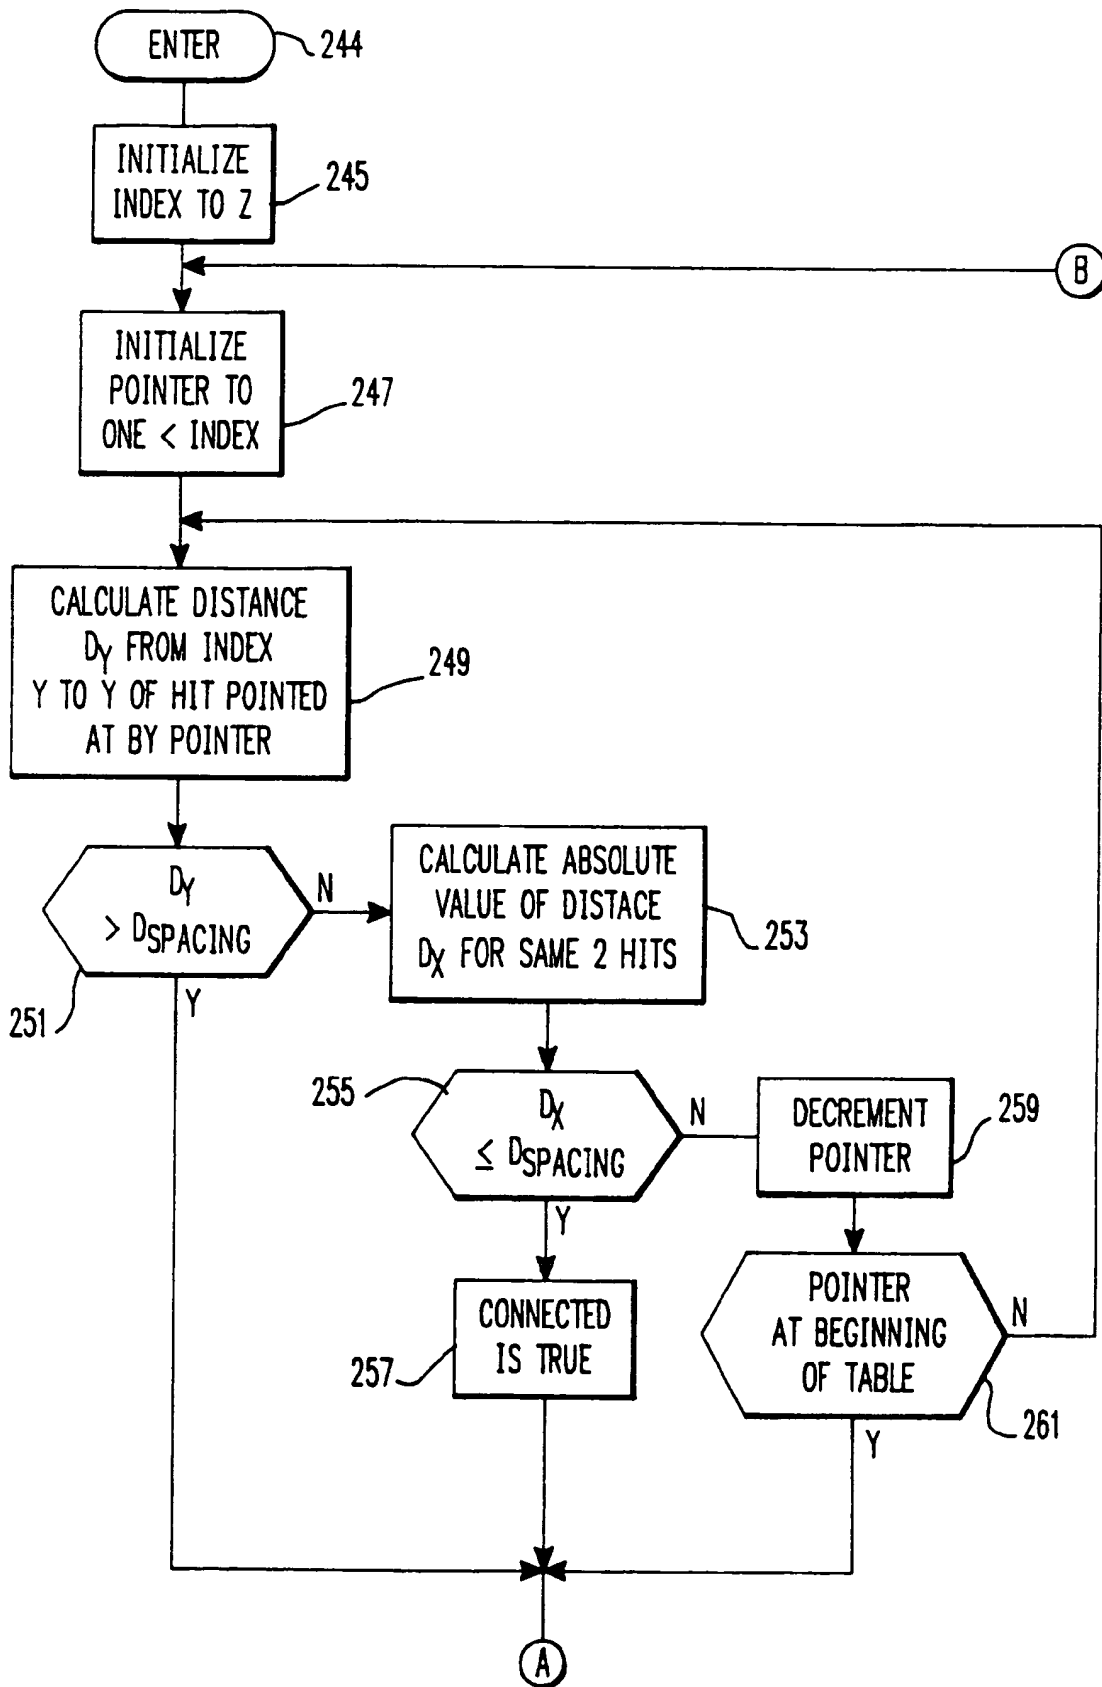 ENTER
244
INITIALIZE
INDEX TO Z
245
B
INITIALIZE
POINTER TO
ONE < INDEX
247
CALCULATE DISTANCE
DY FROM INDEX
Y TO Y OF HIT POINTED
AT BY POINTER
249
DY
> DSPACING
251
N
Y
CALCULATE ABSOLUTE
VALUE OF DISTACE
DX FOR SAME 2 HITS
253
255
DX
≤ DSPACING
N
Y
DECREMENT
POINTER
259
CONNECTED
IS TRUE
257
POINTER
AT BEGINNING
OF TABLE
N
261
Y
A